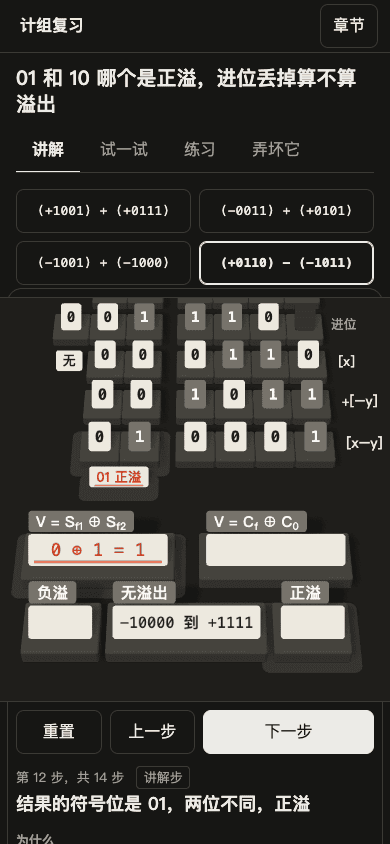 计组复习
章节
01 和 10 哪个是正溢，进位丢掉算不算
溢出
讲解 试一试 练习 弄坏它
(+1001) + (+0111) (−0011) + (+0101)
(−1001) + (−1000) (+0110) − (−1011)
0 0 1 1 1 0 进位
无 0 0 0 1 1 0 [x]
0 0 1 0 1 1 +[−y]
0 1 0 0 0 1 [x−y]
01 正溢
V = Sf1 ⊕ Sf2 V = Cf ⊕ C0
0 ⊕ 1 = 1
负溢 无溢出 正溢
−10000 到 +1111
重置 上一步 下一步
第 12 步，共 14 步 讲解步
结果的符号位是 01，两位不同，正溢
为什么